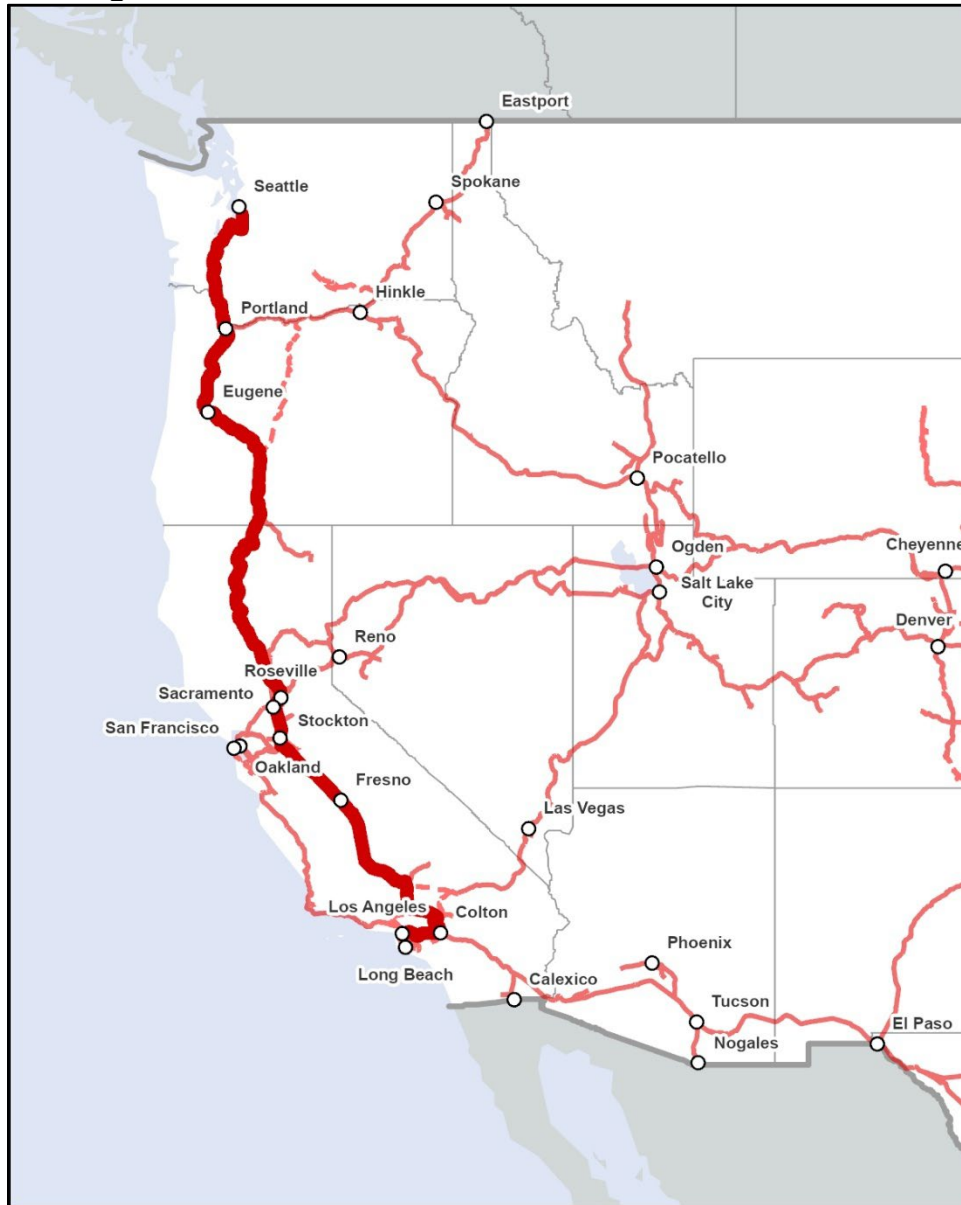 Eastport
Seattle
Spokane
Hinkle
Portland
Eugene
Pocatello
Ogden
Cheyenne
Salt Lake
City
Denver
Reno
Roseville
Sacramento
Stockton
San Francisco
Oakland
Fresno
Las Vegas
Los Angeles
Colton
Long Beach
Phoenix
Calexico
Tucson
El Paso
Nogales